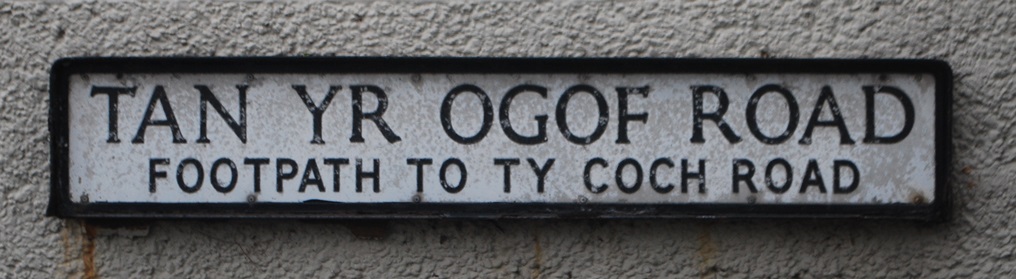 TAN YR OGOF ROAD
FOOTPATH TO TY COCH ROAD